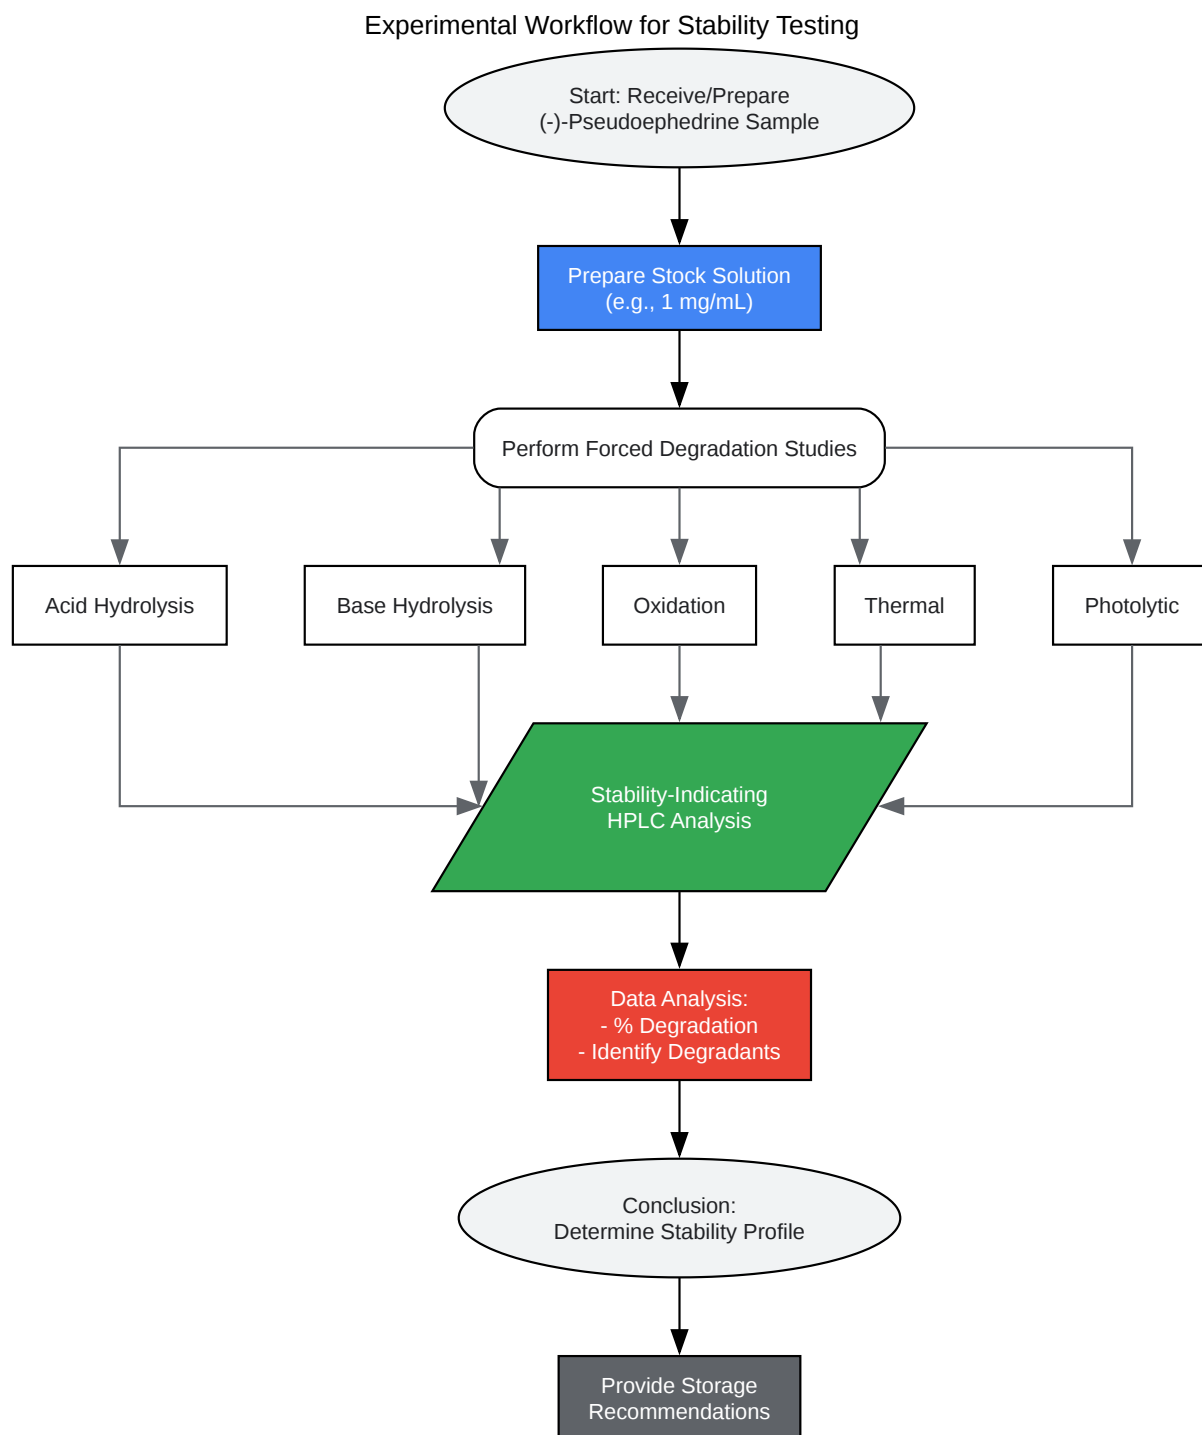 Experimental Workflow for Stability Testing
Start: Receive/Prepare
(-)-Pseudoephedrine Sample
Prepare Stock Solution
(e.g., 1 mg/mL)
Perform Forced Degradation Studies
Acid Hydrolysis
Base Hydrolysis
Oxidation
Thermal
Photolytic
Stability-Indicating
HPLC Analysis
Data Analysis:
- % Degradation
- Identify Degradants
Conclusion:
Determine Stability Profile
Provide Storage
Recommendations